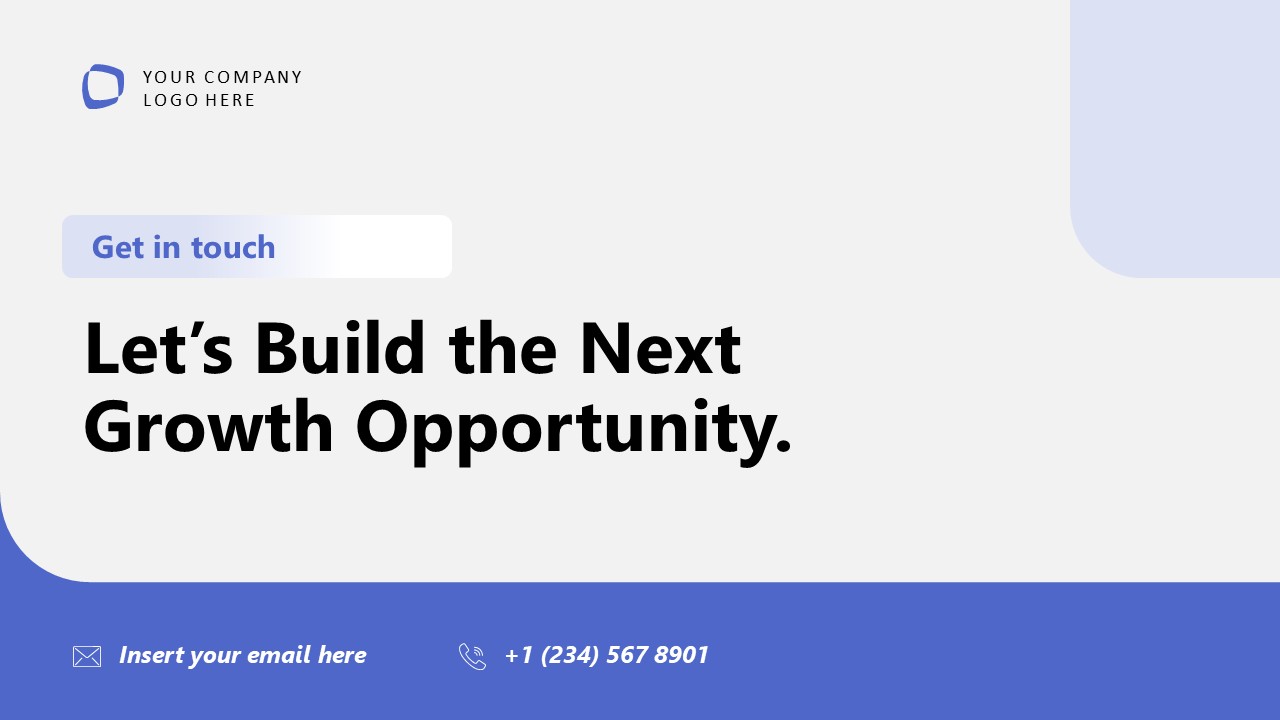 YOUR COMPANY
LOGO HERE
Get in touch
Let’s Build the Next
Growth Opportunity.
Insert your email here
+1 (234) 567 8901